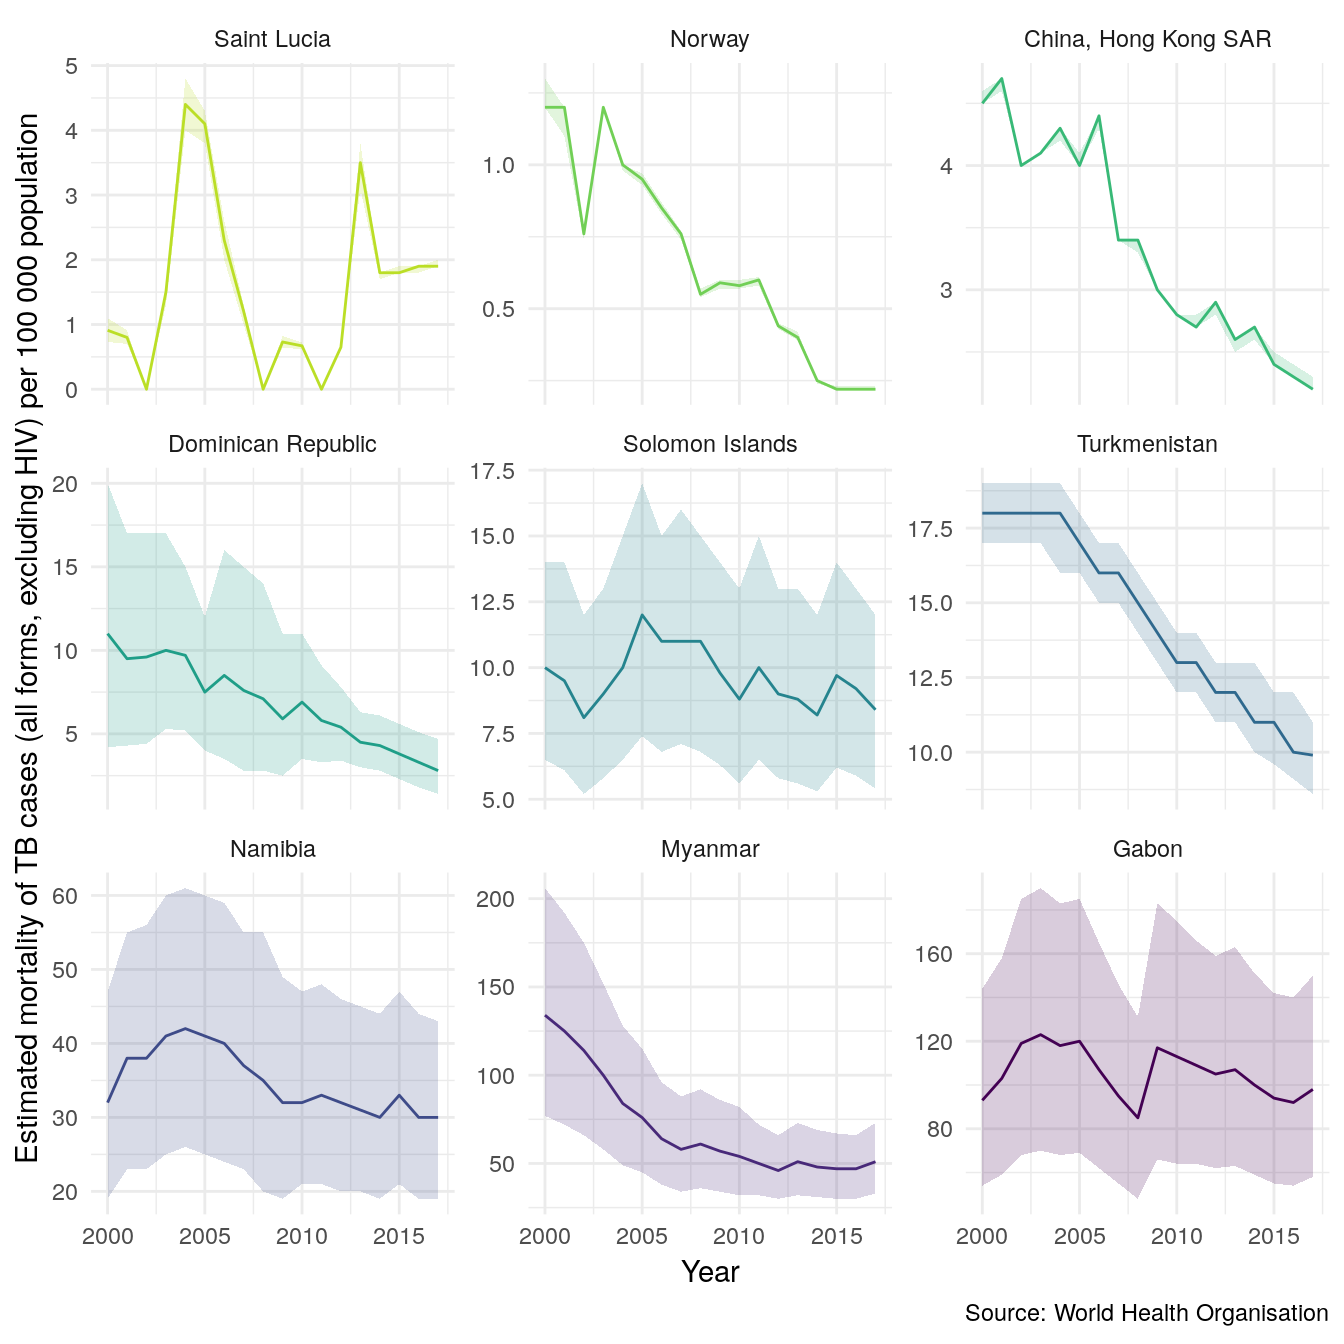 Estimated mortality of TB cases (all forms, excluding HIV) per 100 000 population
Saint Lucia
5
4
3
2
1
0
Norway
1.0
0.5
China, Hong Kong SAR
4
3
Dominican Republic
20
15
10
5
Solomon Islands
17.5
15.0
12.5
10.0
7.5
5.0
Turkmenistan
17.5
15.0
12.5
10.0
Namibia
60
50
40
30
20
2000 2005 2010 2015
Myanmar
200
150
100
50
2000 2005 2010 2015
Gabon
160
120
80
2000 2005 2010 2015
Year
Source: World Health Organisation